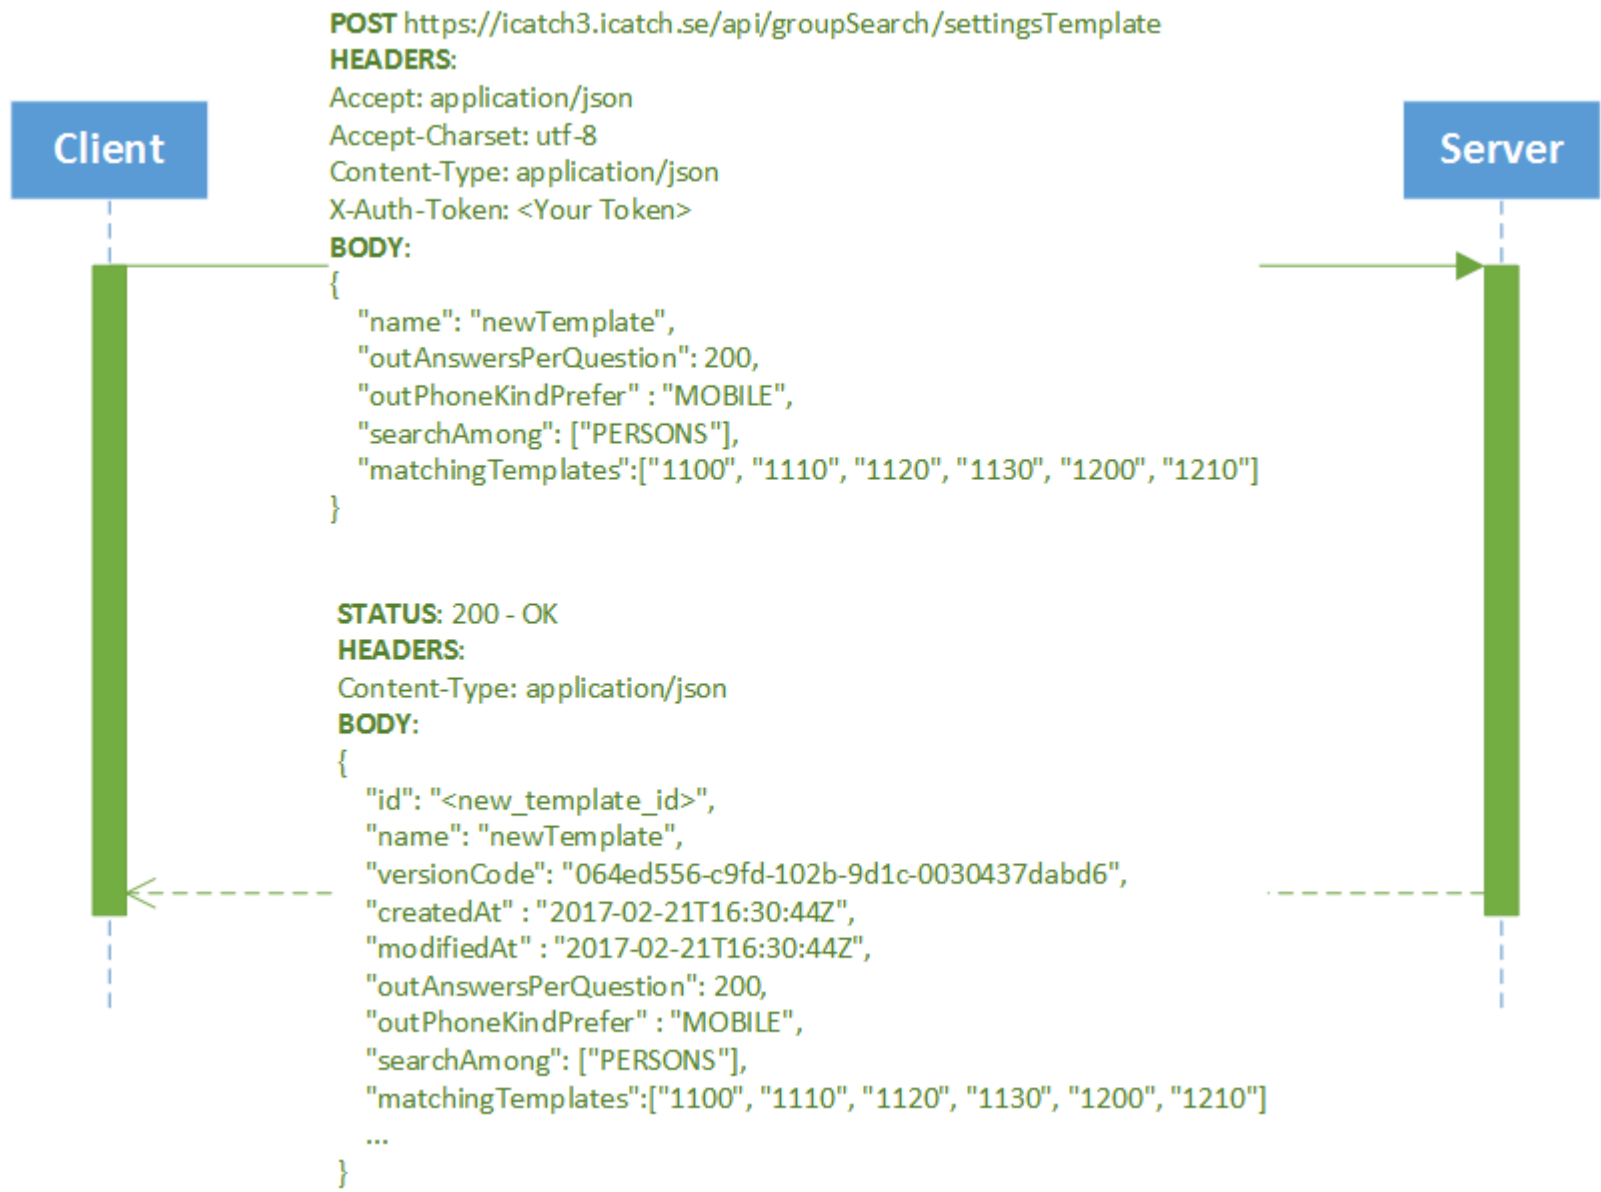 POST https://icatch3.icatch.se/api/groupSearch/settingsTemplate
HEADERS:
Accept: application/json
Accept-Charset: utf-8
Content-Type: application/json
X-Auth-Token: <Your Token>
BODY:
Client
Server
{
"name": "newTemplate",
"outAnswersPerQuestion": 200,
"outPhoneKindPrefer" : "MOBILE",
"searchAmong": ["PERSONS"],
"matchingTemplates":["1100", "1110", "1120", "1130", "1200", "1210"]
}
STATUS: 200 - OK
HEADERS:
Content-Type: application/json
BODY:
{
"id": "<new_template_id>",
"name": "newTemplate",
"versionCode": "064ed556-c9fd-102b-9d1c-0030437dabd6",
"createdAt" : "2017-02-21T16:30:44Z",
"modifiedAt" : "2017-02-21T16:30:44Z",
"outAnswersPerQuestion": 200,
"outPhoneKindPrefer" : "MOBILE",
"searchAmong": ["PERSONS"],
"matchingTemplates":["1100", "1110", "1120", "1130", "1200", "1210"]
...
}